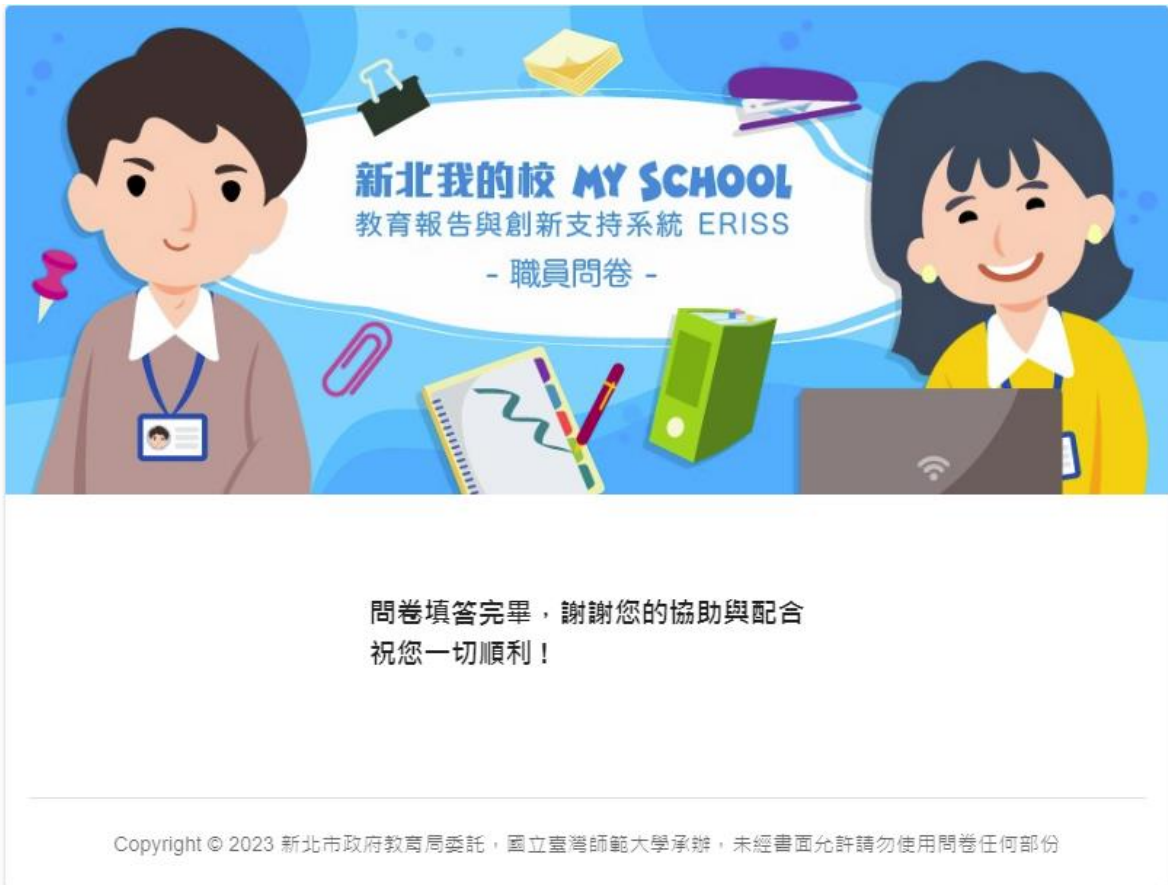 新北我的校 MY SCHOOL
教育報告與創新支持系統 ERISS
- 職員問卷 -
問卷填答完畢，謝謝您的協助與配合
祝您一切順利！
Copyright © 2023 新北市政府教育局委託，國立臺灣師範大學承辦，未經書面允許請勿使用問卷任何部份